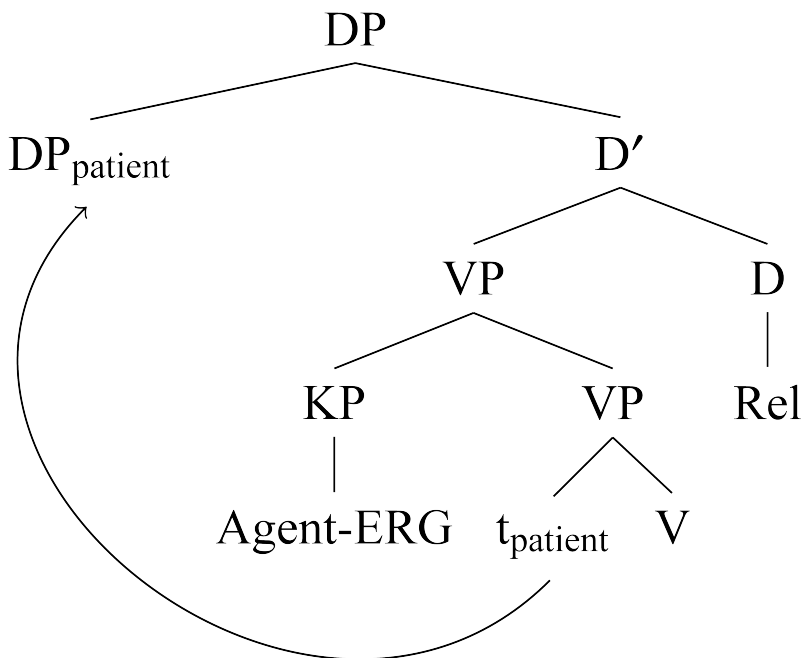 DP
DPpatient D′
VP D
KP VP Rel
Agent-ERG tpatient V